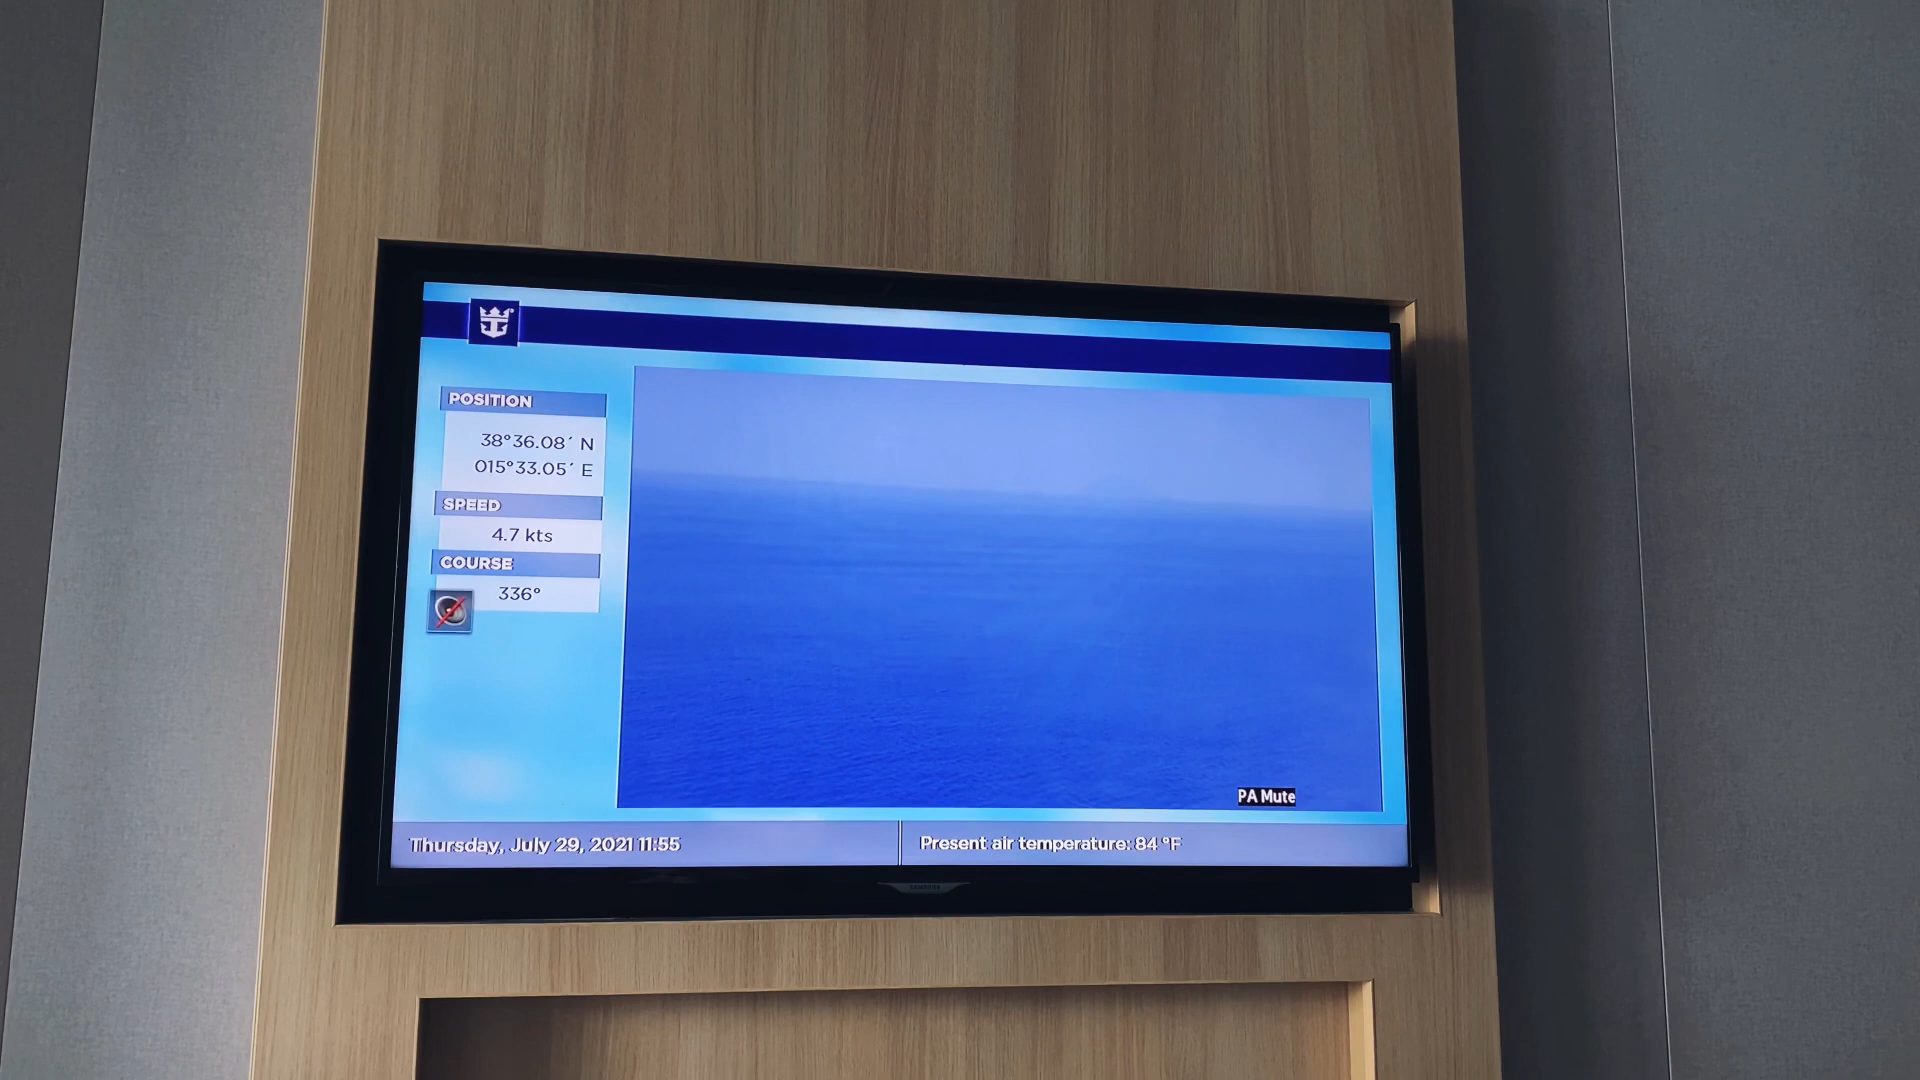 POSITION
38°36.08´ N
015°33.05´ E
SPEED
4.7 kts
COURSE
336°
PA Mute
Thursday, July 29, 2021 11:55
Present air temperature: 84 °F